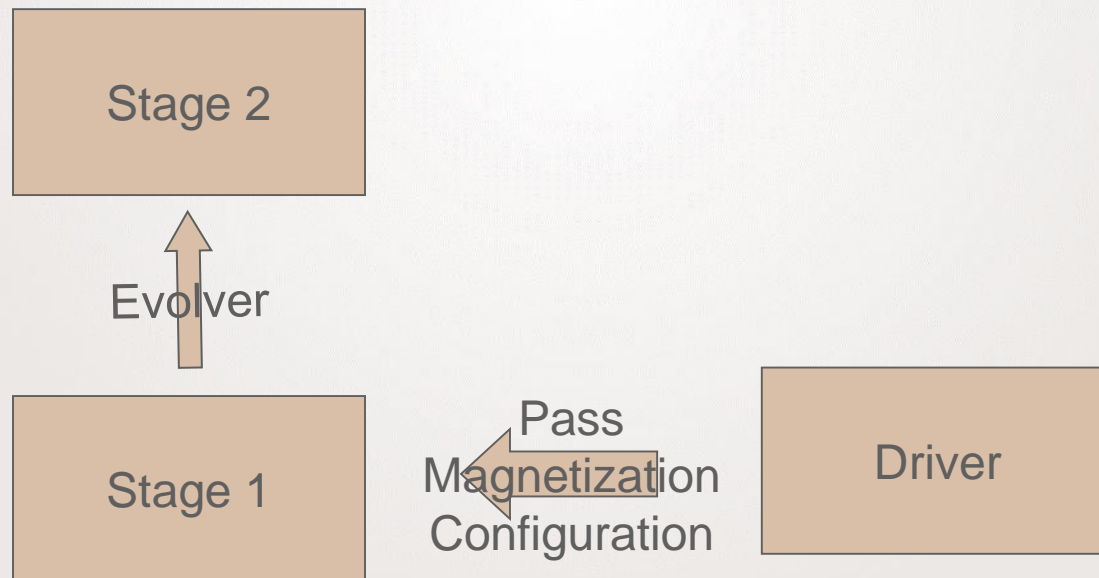 Stage 2
Evolver
Stage 1
Pass
Magnetization
Configuration
Driver